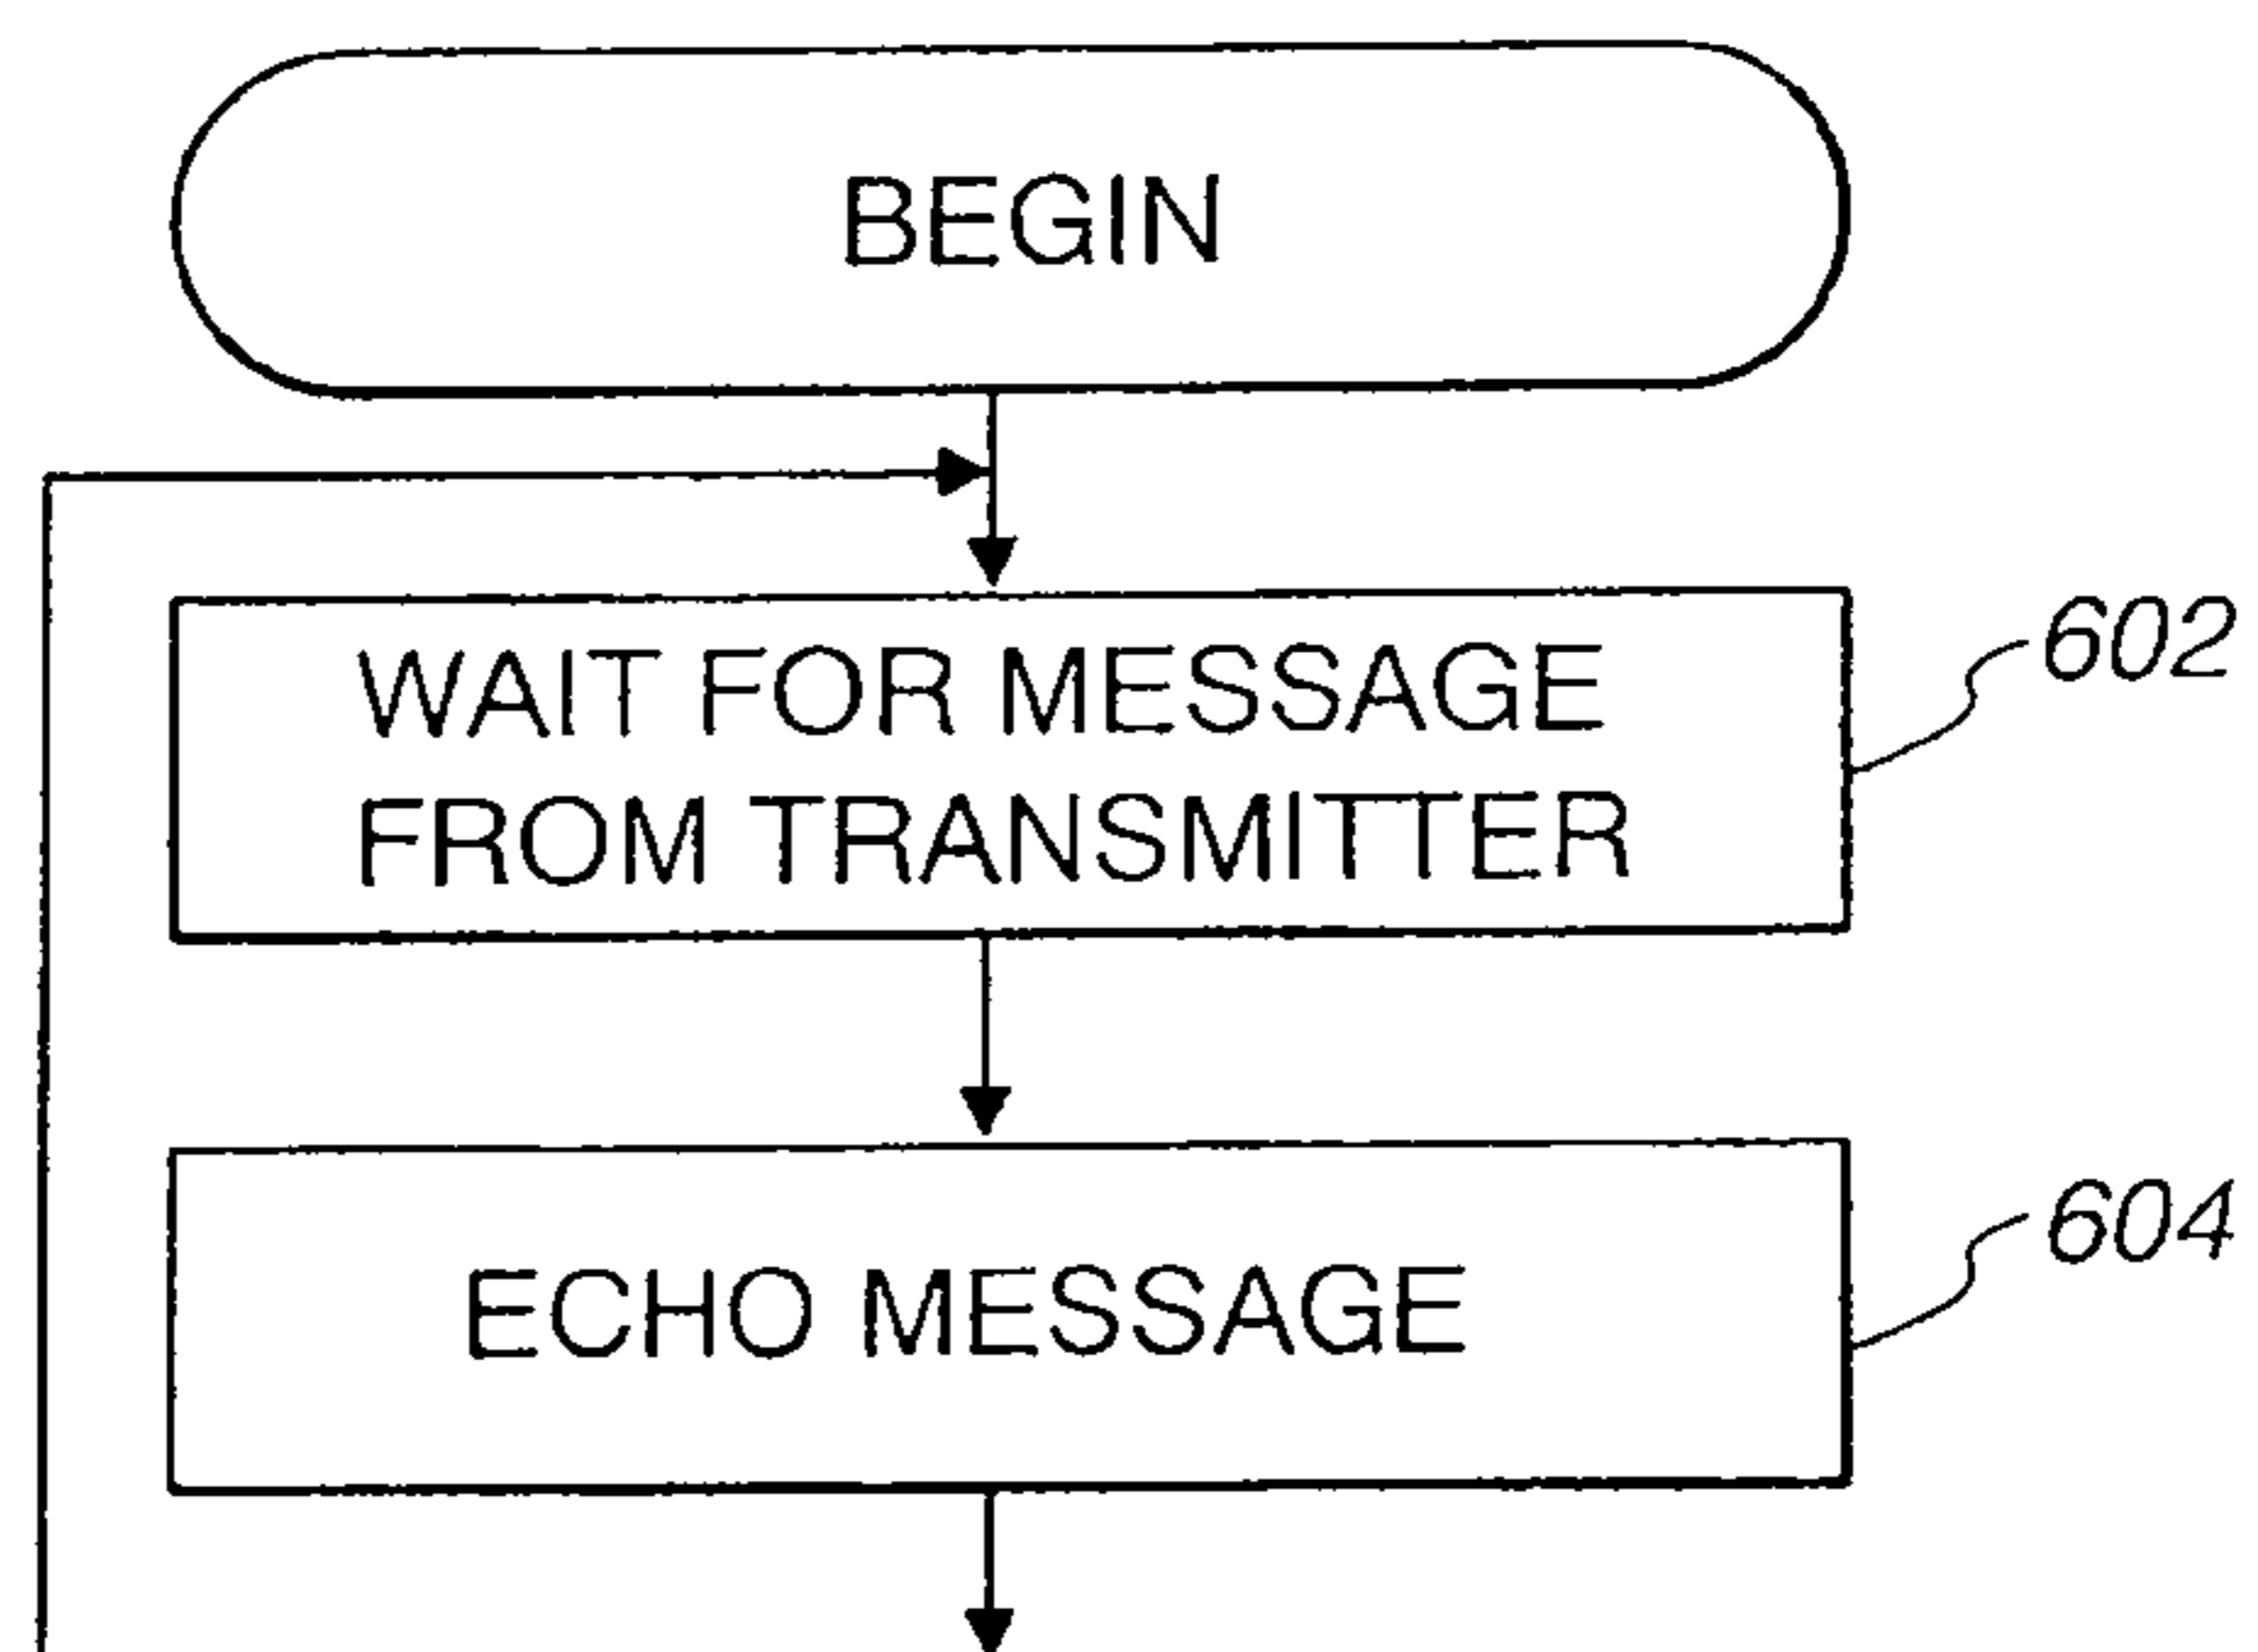 BEGIN
WAIT FOR MESSAGE
FROM TRANSMITTER
602
ECHO MESSAGE
604